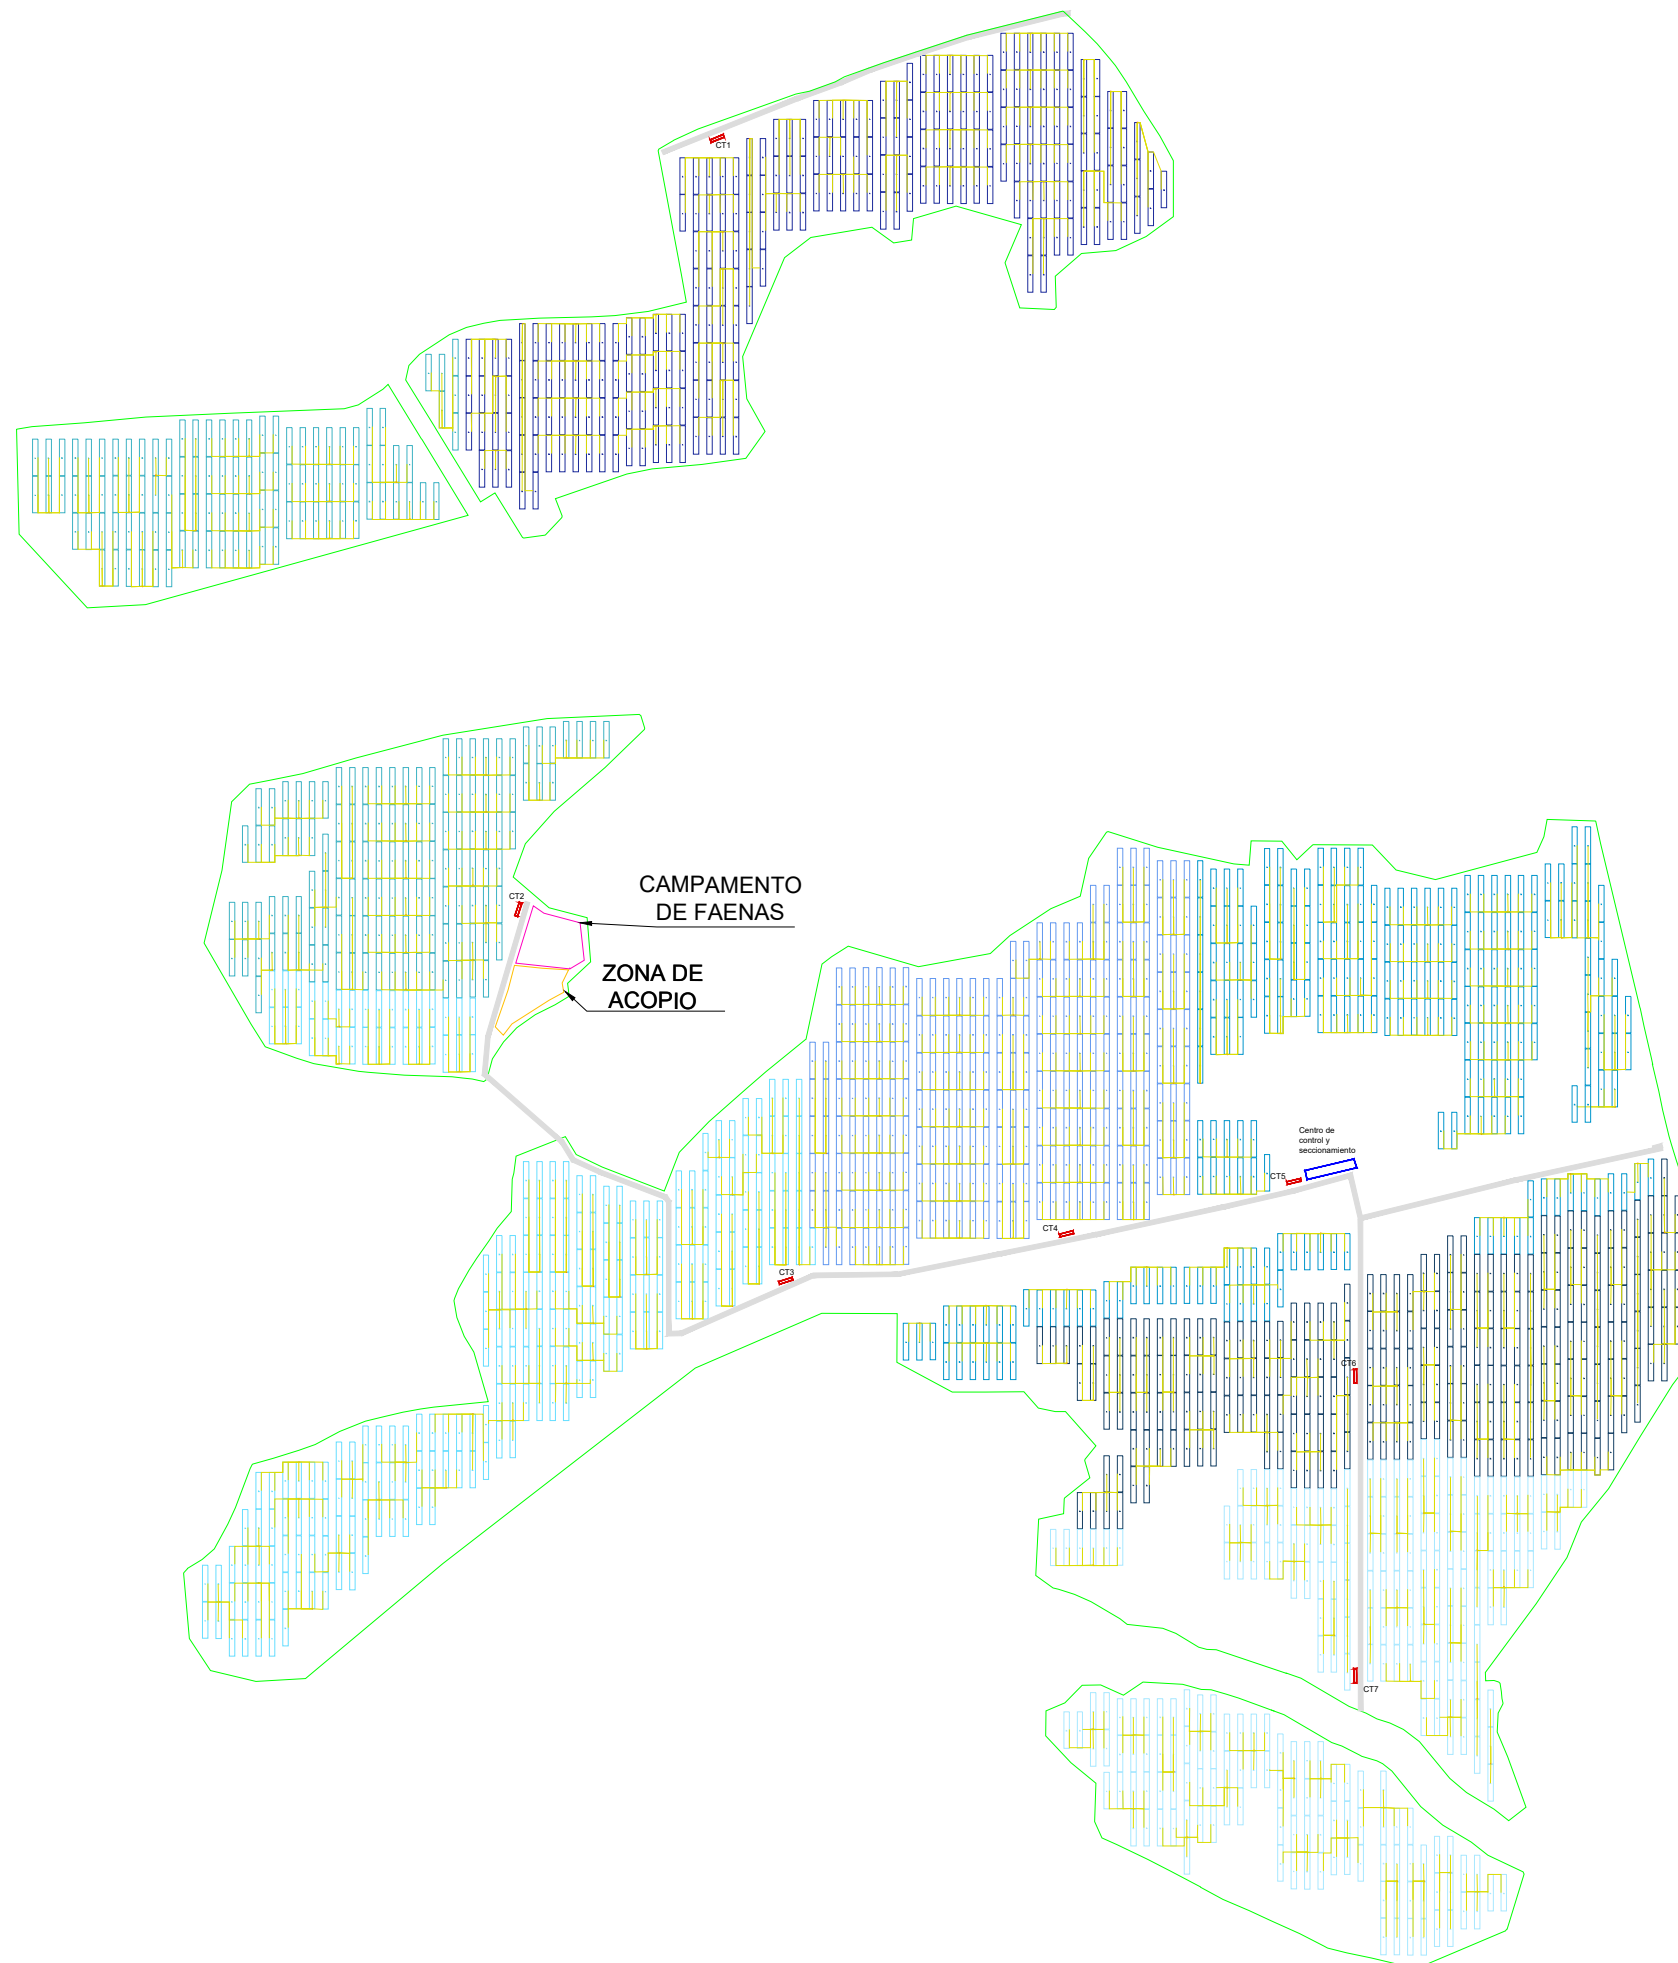 CT1
CT2
CAMPAMENTO
DE FAENAS
ZONA DE
ACOPIO
Centro de
control y
seccionamiento
CT5
CT4
CT3
CT6
CT7